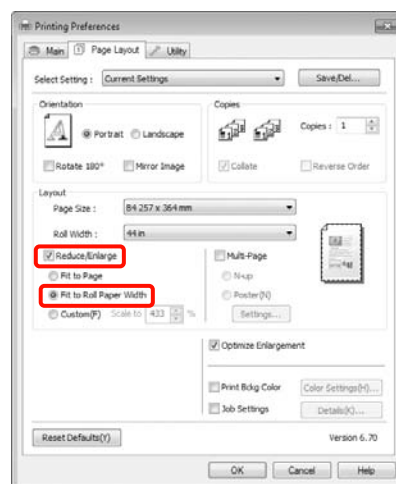 Printing Preferences
Main Page Layout Utility
Select Setting : Current Settings Save/Del...
Orientation Copies
Portrait Landscape Copies : 1
Rotate 180° Mirror Image Collate Reverse Order
Layout
Page Size : B4 257 x 364 mm
Roll Width : 44 in
Reduce/Enlarge Multi-Page
Fit to Page N-up
Fit to Roll Paper Width Poster(N)
Custom(F) Scale to 433 % Settings...
Optimize Enlargement
Print Bckg Color Color Settings(H)...
Job Settings Details(K)...
Reset Defaults(Y) Version 6.70
OK Cancel Help